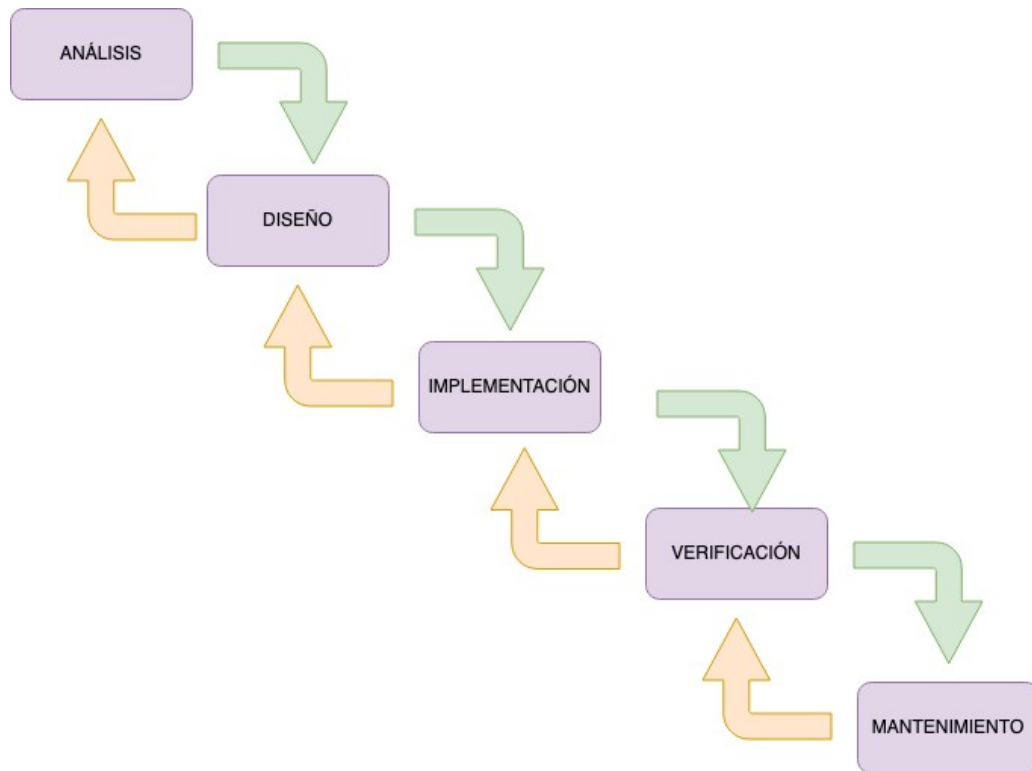 ANÁLISIS
DISEÑO
IMPLEMENTACIÓN
VERIFICACIÓN
MANTENIMIENTO